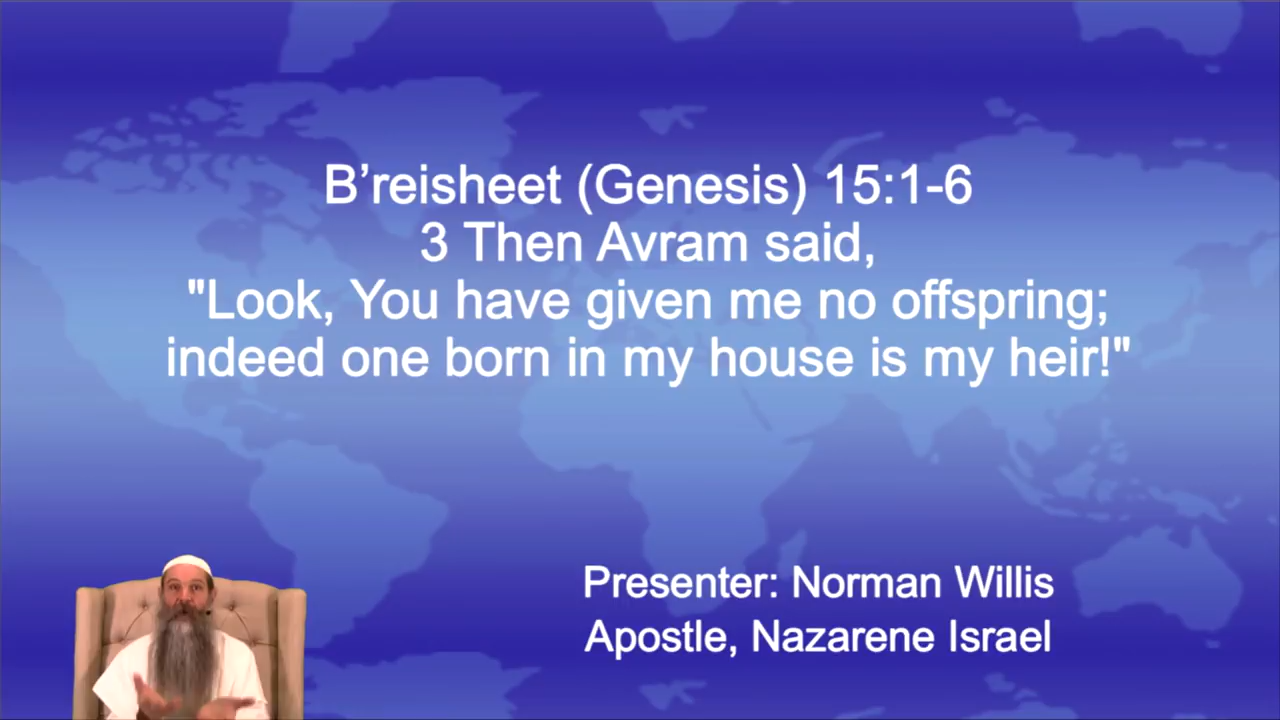 B’reisheet (Genesis) 15:1-6
3 Then Avram said,
"Look, You have given me no offspring;
indeed one born in my house is my heir!"
Presenter: Norman Willis
Apostle, Nazarene Israel